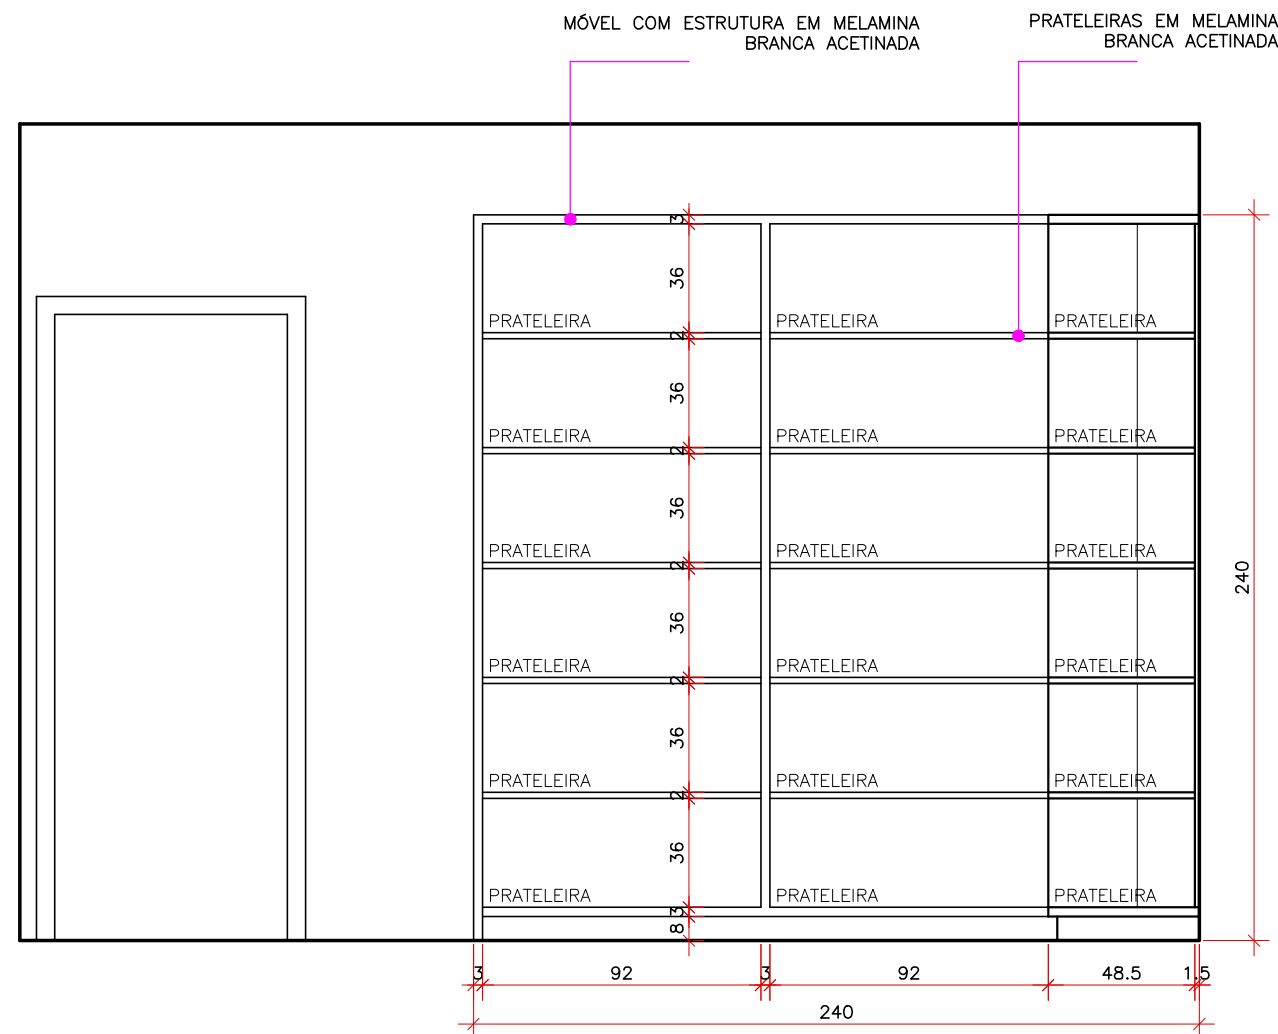 MÓVEL COM ESTRUTURA EM MELAMINA
BRANCA ACETINADA
PRATELEIRAS EM MELAMINA
BRANCA ACETINADA
3
36
PRATELEIRA PRATELEIRA PRATELEIRA
2
36
PRATELEIRA PRATELEIRA PRATELEIRA
2
36
PRATELEIRA PRATELEIRA PRATELEIRA
2
240
36
PRATELEIRA PRATELEIRA PRATELEIRA
2
36
PRATELEIRA PRATELEIRA PRATELEIRA
2
36
PRATELEIRA PRATELEIRA PRATELEIRA
3
8
3 92 3 92 48.5 1.5
240